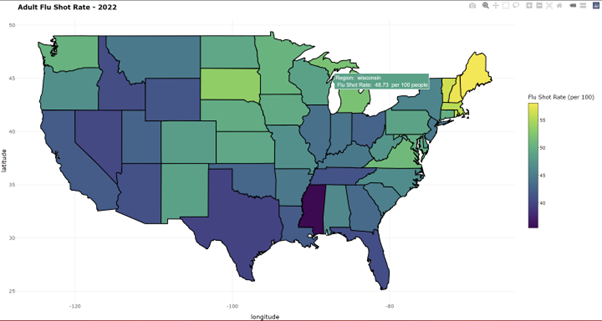 Adult Flu Shot Rate - 2022
50
45
40
35
30
25
latitude
-120
-100
-80
longitude
Region: wisconsin
Flu Shot Rate: 48.73 per 100 people
Flu Shot Rate (per 100)
55
50
45
40